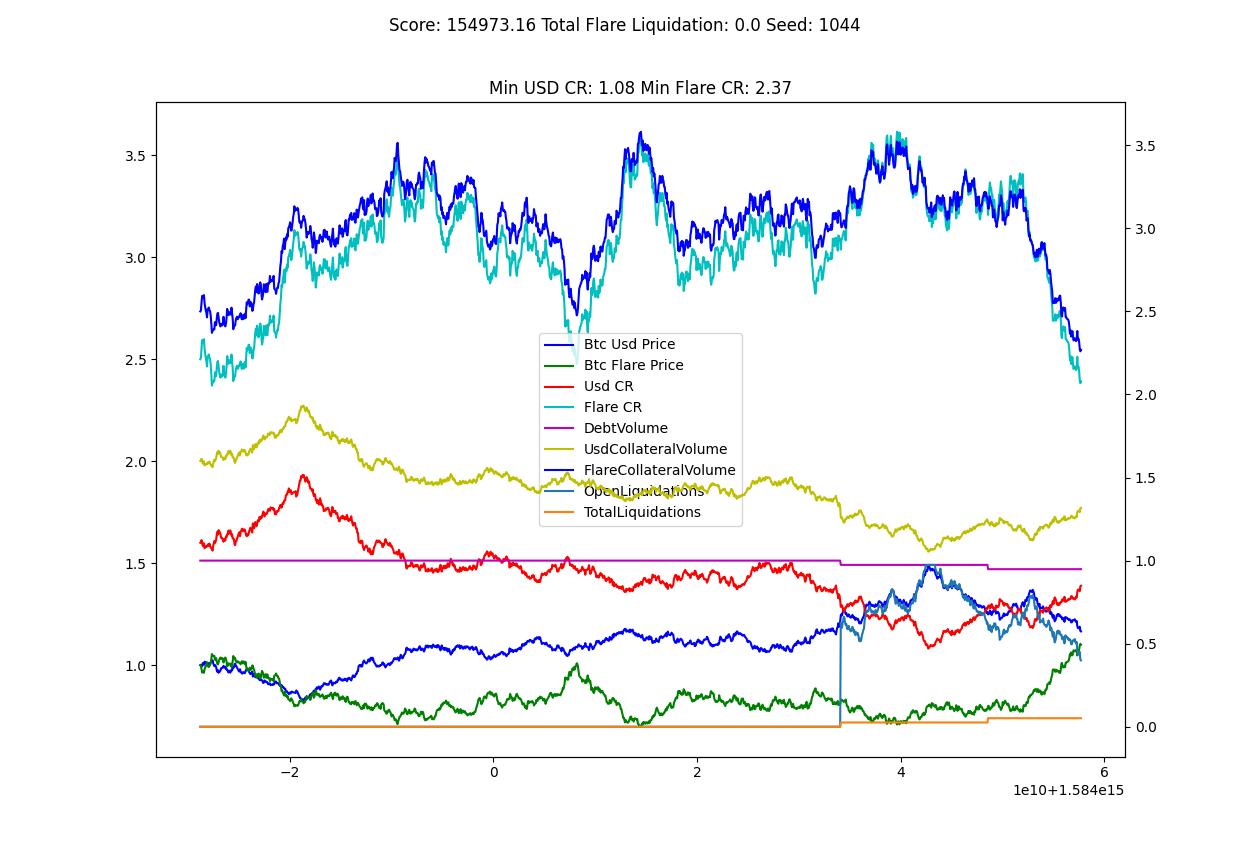 Score: 154973.16 Total Flare Liquidation: 0.0 Seed: 1044
Min USD CR: 1.08 Min Flare CR: 2.37
3.5
3.0
2.5
2.0
1.5
1.0
3.5
3.0
2.5
2.0
1.5
1.0
0.5
0.0
Btc Usd Price
Btc Flare Price
Usd CR
Flare CR
DebtVolume
UsdCollateralVolume
FlareCollateralVolume
OpenLiquidations
TotalLiquidations
−2 0 2 4 6
1e10+1.584e15